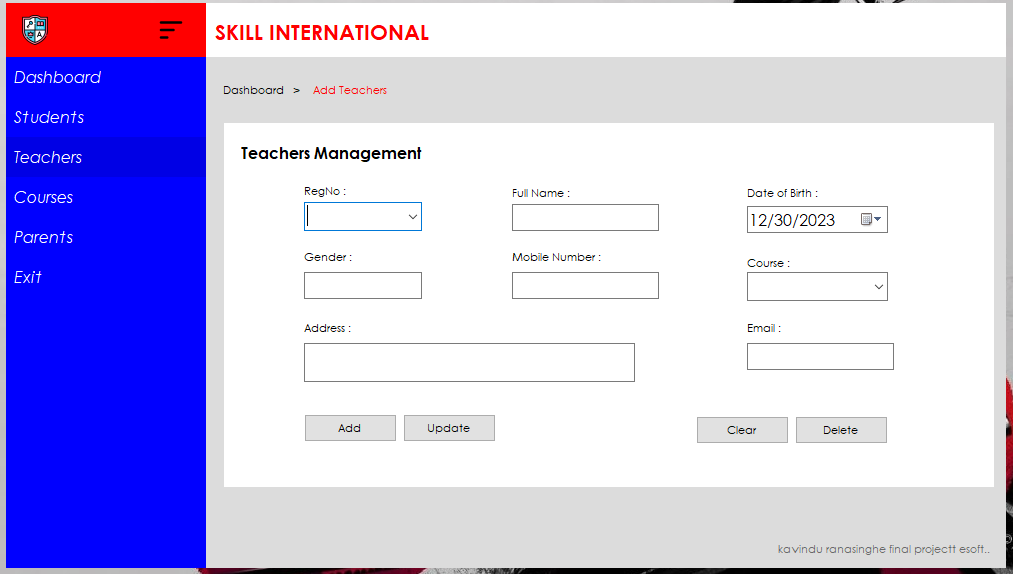 SKILL INTERNATIONAL
Dashboard
Students
Teachers
Courses
Parents
Exit
Dashboard > Add Teachers
Teachers Management
RegNo :
Full Name :
Date of Birth :
12/30/2023
Gender :
Mobile Number :
Course :
Address :
Email :
Add
Update
Clear
Delete
kavindu ranasinghe final projectt esoft..